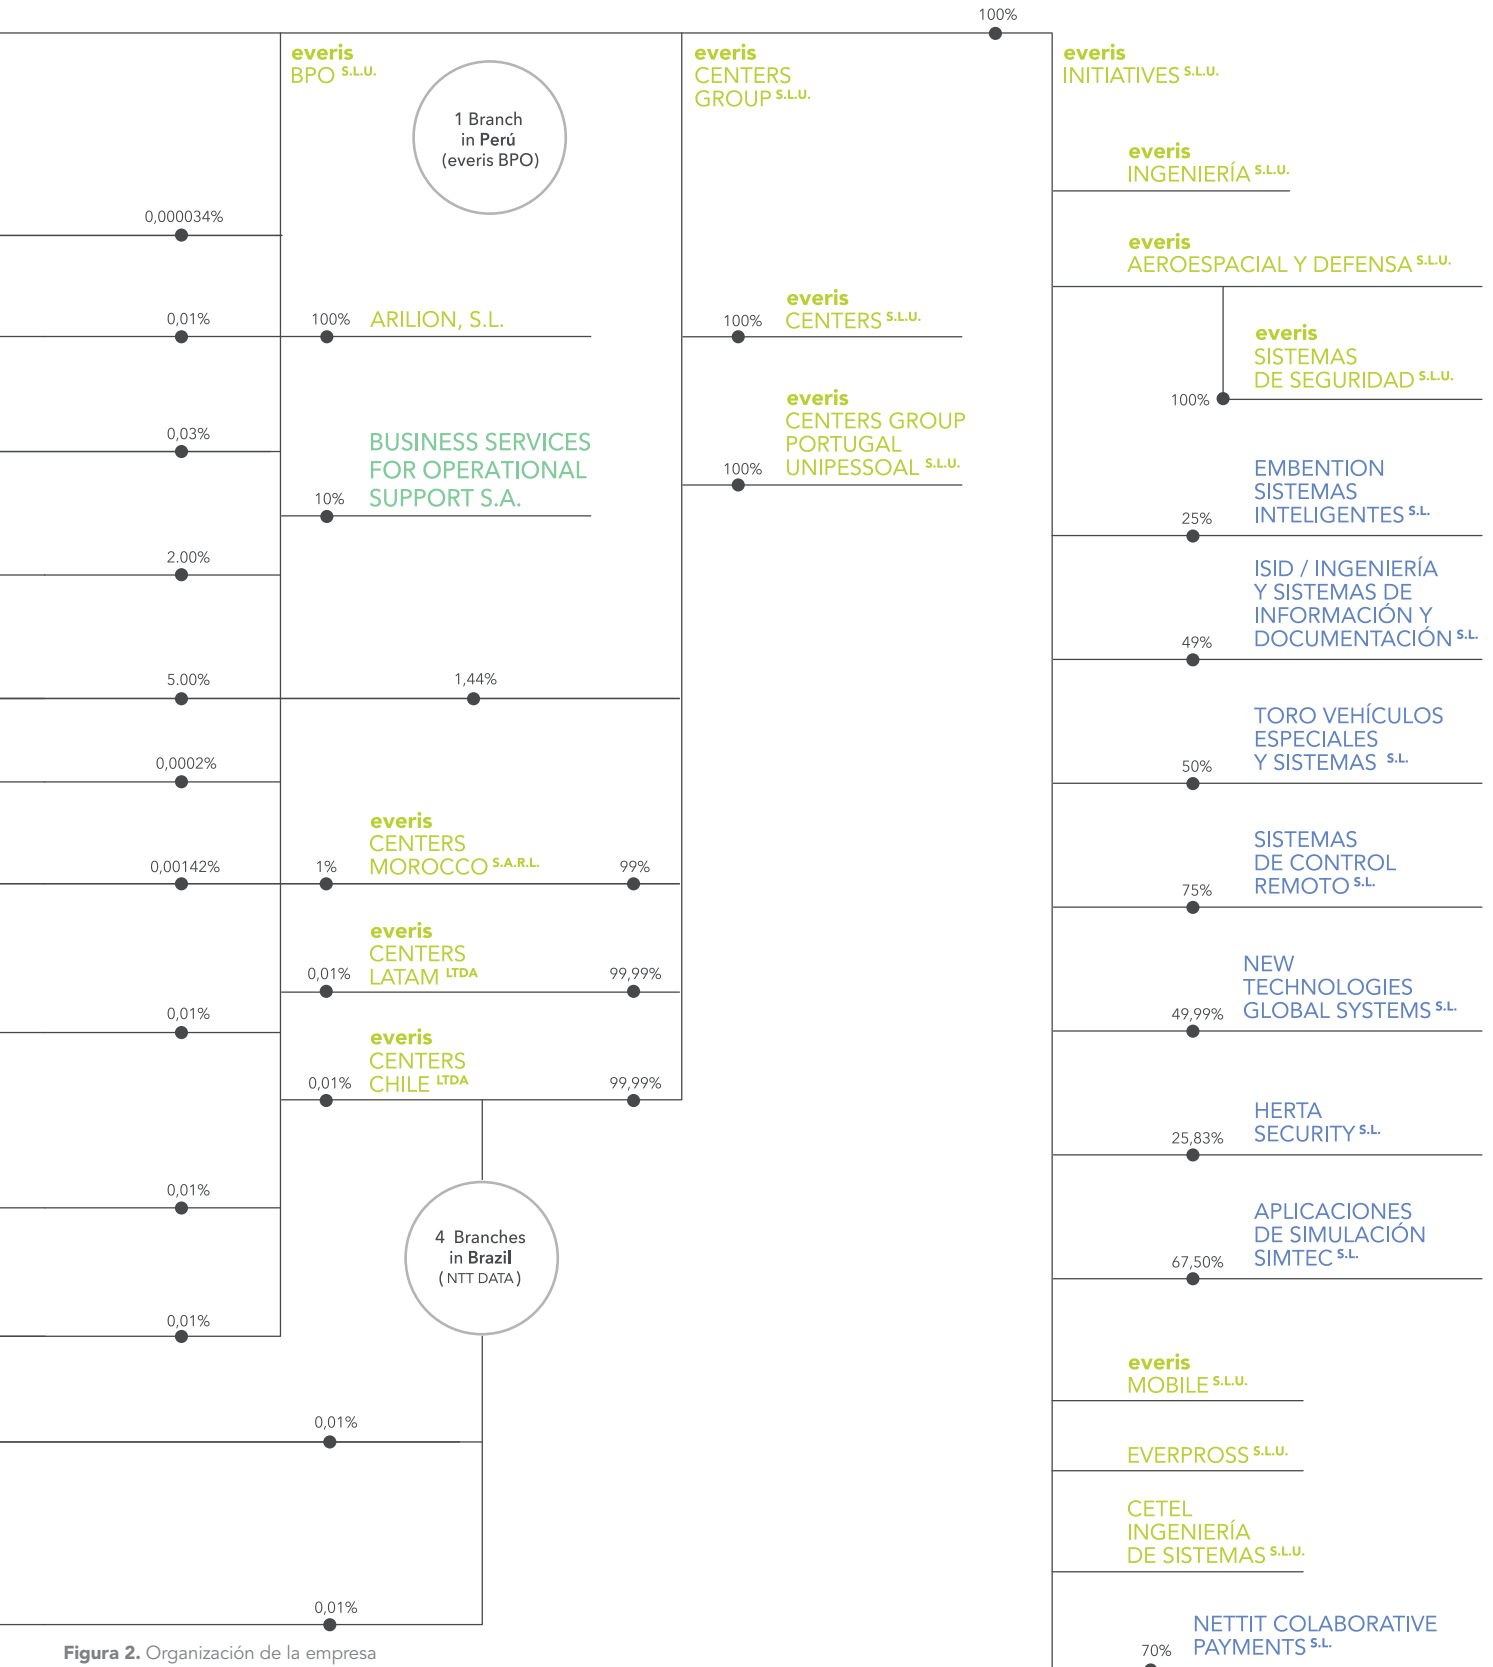 100%
everis
BPO S.L.U.
1 Branch
in Perú
(everis BPO)
everis
CENTERS
GROUP S.L.U.
everis
INITIATIVES S.L.U.
everis
INGENIERÍA S.L.U.
0,000034%
everis
AEROESPACIAL Y DEFENSA S.L.U.
0,01%
100%
ARILION, S.L.
100%
everis
CENTERS S.L.U.
everis
SISTEMAS
DE SEGURIDAD S.L.U.
100%
0,03%
BUSINESS SERVICES
FOR OPERATIONAL
SUPPORT S.A.
10%
everis
CENTERS GROUP
PORTUGAL
UNIPESSOAL S.L.U.
100%
EMBENTION
SISTEMAS
INTELIGENTES S.L.
25%
2.00%
ISID / INGENIERÍA
Y SISTEMAS DE
INFORMACIÓN Y
DOCUMENTACIÓN S.L.
49%
5.00%
1,44%
TORO VEHÍCULOS
ESPECIALES
Y SISTEMAS S.L.
50%
0,0002%
everis
CENTERS
MOROCCO S.A.R.L.
0,00142%
1%
99%
SISTEMAS
DE CONTROL
REMOTO S.L.
75%
everis
CENTERS
LATAM LTDA
0,01%
99,99%
NEW
TECHNOLOGIES
GLOBAL SYSTEMS S.L.
49,99%
0,01%
everis
CENTERS
CHILE LTDA
0,01%
99,99%
HERTA
SECURITY S.L.
25,83%
0,01%
4 Branches
in Brazil
( NTT DATA )
APLICACIONES
DE SIMULACIÓN
SIMTEC S.L.
67,50%
0,01%
everis
MOBILE S.L.U.
0,01%
EVERPROSS S.L.U.
CETEL
INGENIERÍA
DE SISTEMAS S.L.U.
0,01%
NETTIT COLABORATIVE
PAYMENTS S.L.
70%
Figura 2. Organización de la empresa